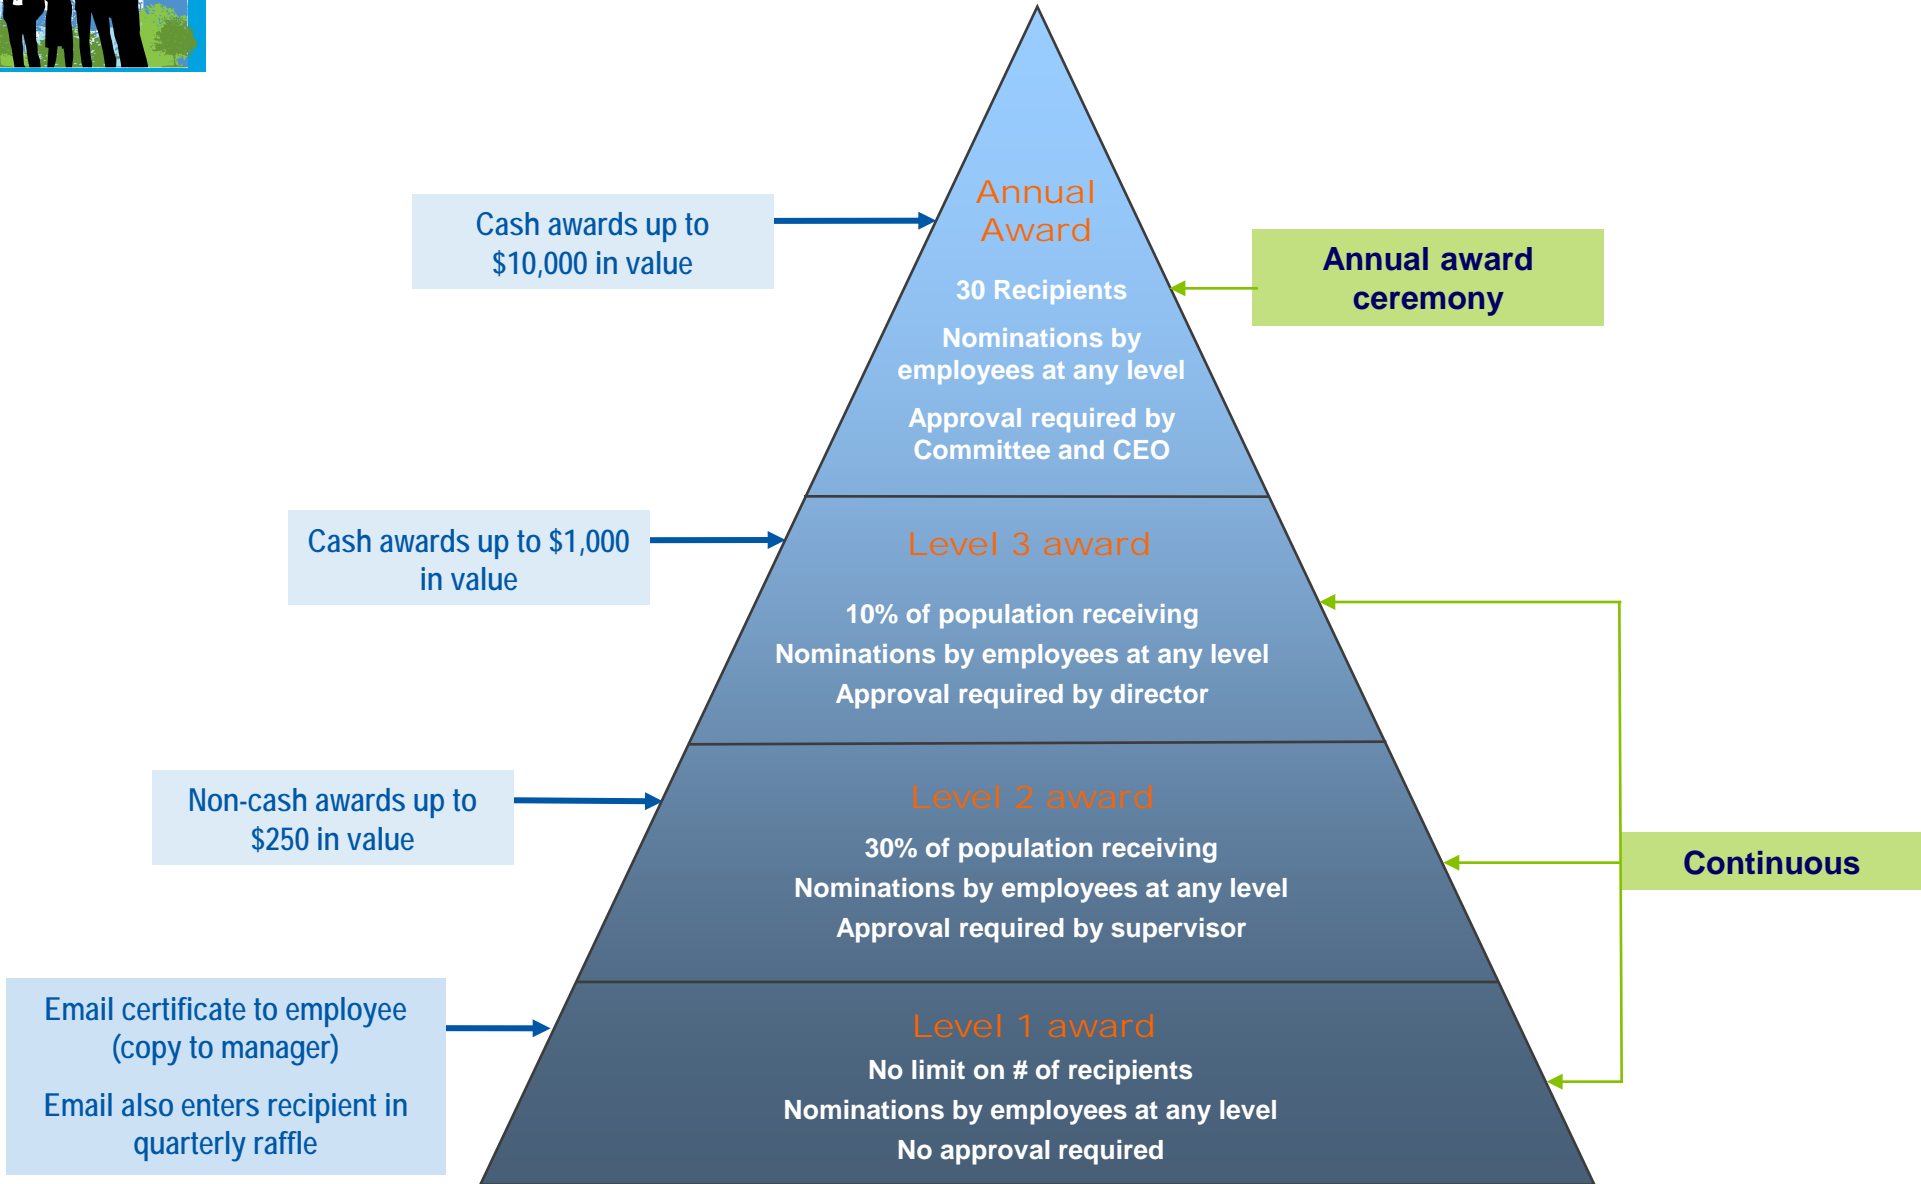 Annual
Award
Cash awards up to
$10,000 in value
Annual award
ceremony
30 Recipients
Nominations by
employees at any level
Approval required by
Committee and CEO
Cash awards up to $1,000
in value
Level 3 award
10% of population receiving
Nominations by employees at any level
Approval required by director
Non-cash awards up to
$250 in value
Level 2 award
30% of population receiving
Nominations by employees at any level
Approval required by supervisor
Continuous
Email certificate to employee
(copy to manager)
Email also enters recipient in
quarterly raffle
Level 1 award
No limit on # of recipients
Nominations by employees at any level
No approval required